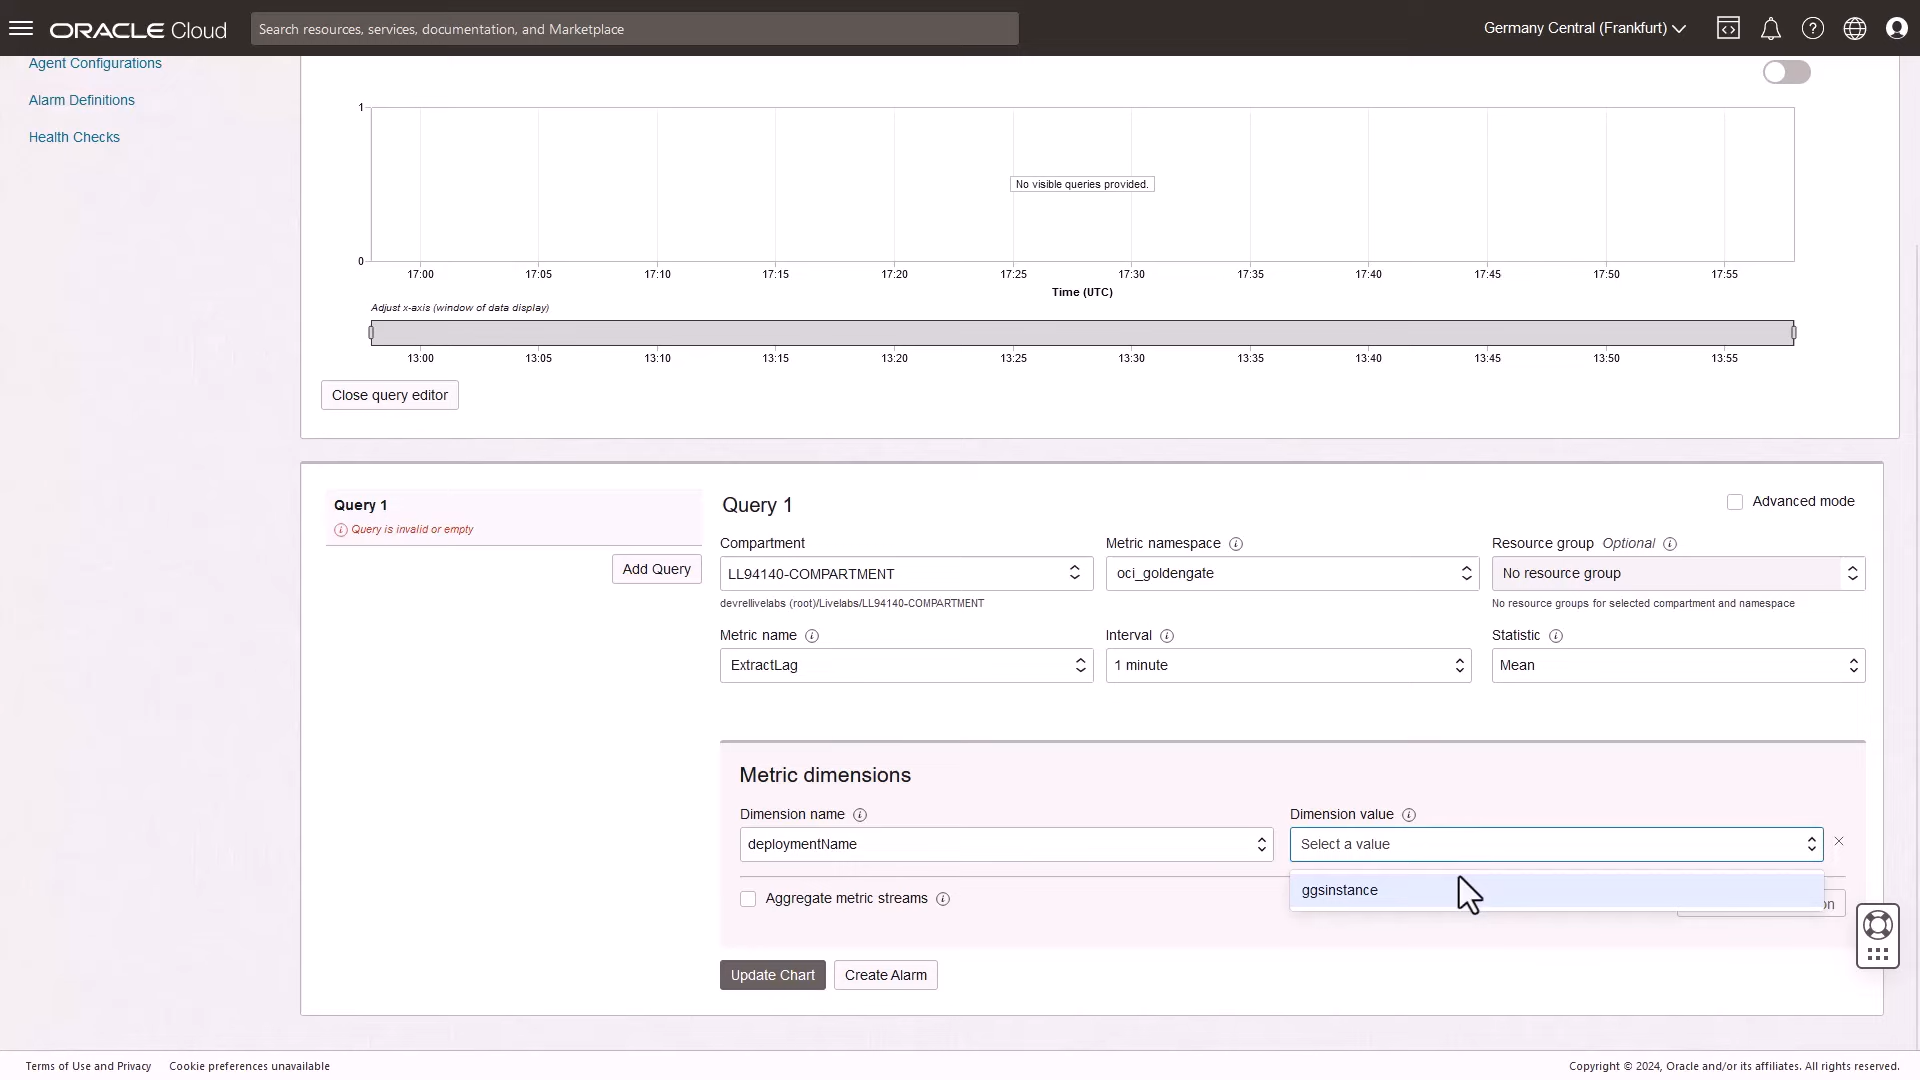 ORACLE Cloud
Search resources, services, documentation, and Marketplace
Germany Central (Frankfurt)
Agent Configurations
Alarm Definitions
Health Checks
1
No visible queries provided.
0
17:00 17:05 17:10 17:15 17:20 17:25 17:30 17:35 17:40 17:45 17:50 17:55
Time (UTC)
Adjust x-axis (window of data display)
13:00 13:05 13:10 13:15 13:20 13:25 13:30 13:35 13:40 13:45 13:50 13:55
Close query editor
Query 1
Query is invalid or empty
Add Query
Query 1
Advanced mode
Compartment
LL94140-COMPARTMENT
devrellivelabs (root)/Livelabs/LL94140-COMPARTMENT
Metric namespace
oci_goldengate
Resource group Optional
No resource group
No resource groups for selected compartment and namespace
Metric name
ExtractLag
Interval
1 minute
Statistic
Mean
Metric dimensions
Dimension name
deploymentName
Dimension value
Select a value
ggsinstance
Aggregate metric streams
on
Update Chart
Create Alarm
Terms of Use and Privacy
Cookie preferences unavailable
Copyright © 2024, Oracle and/or its affiliates. All rights reserved.